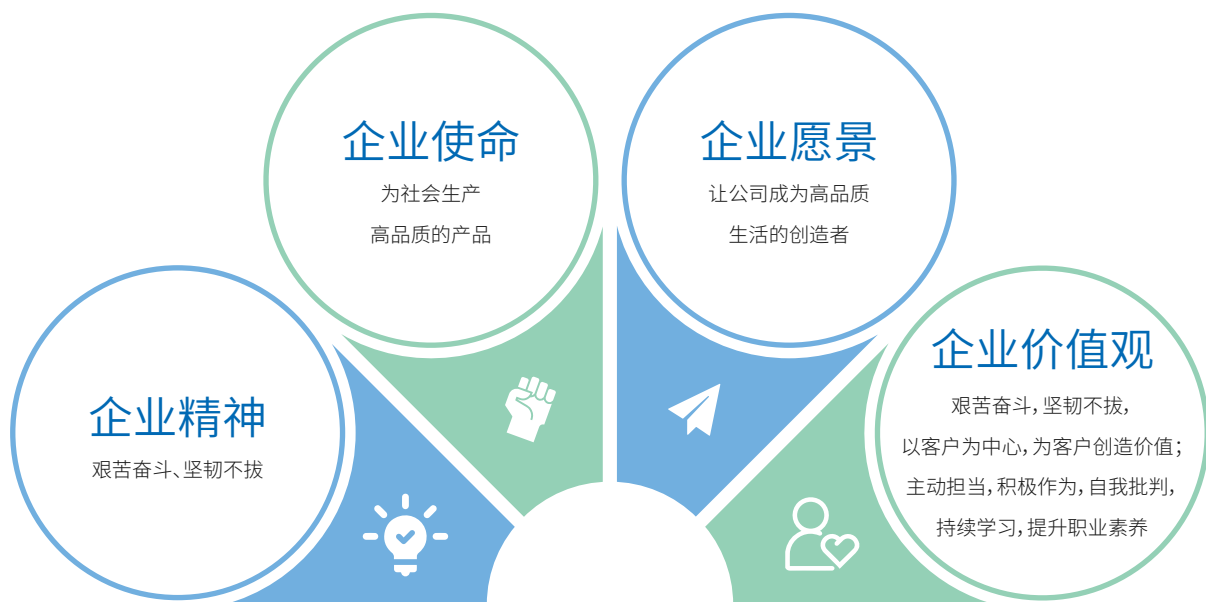 企业使命
为社会生产
高品质的产品
企业愿景
让公司成为高品质
生活的创造者
企业精神
艰苦奋斗、坚韧不拔
企业价值观
艰苦奋斗，坚韧不拔，
以客户为中心，为客户创造价值；
主动担当，积极作为，自我批判，
持续学习，提升职业素养